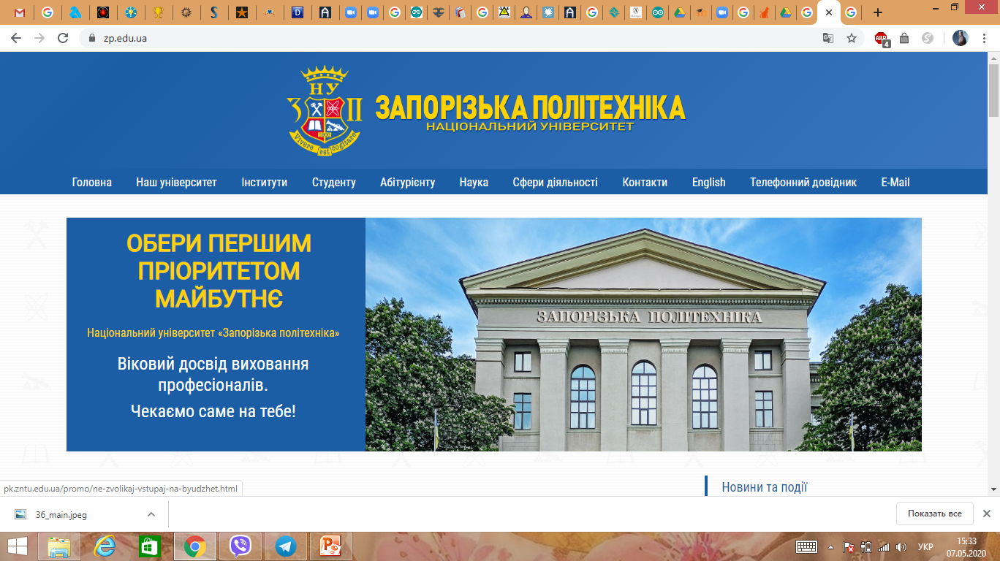 zp.edu.ua
ABP
4
НУ
З П
1900
Vivere est cogitare
ЗАПОРІЗЬКА ПОЛІТЕХНІКА
НАЦІОНАЛЬНИЙ УНІВЕРСИТЕТ
Головна Наш університет Інститути Студенту Абітурієнту Наука Сфери діяльності Контакти English Телефонний довідник E-Mail
ОБЕРИ ПЕРШИМ
ПРІОРИТЕТОМ
МАЙБУТНЄ
Національний університет «Запорізька політехніка»
Віковий досвід виховання
професіоналів.
Чекаємо саме на тебе!
ЗАПОРІЗЬКА ПОЛІТЕХНІКА
Новини та події
pk.zntu.edu.ua/promo/ne-zvolikaj-vstupaj-na-byudzhet.html
36_main.jpeg
Показать все
УКР
15:33
07.05.2020